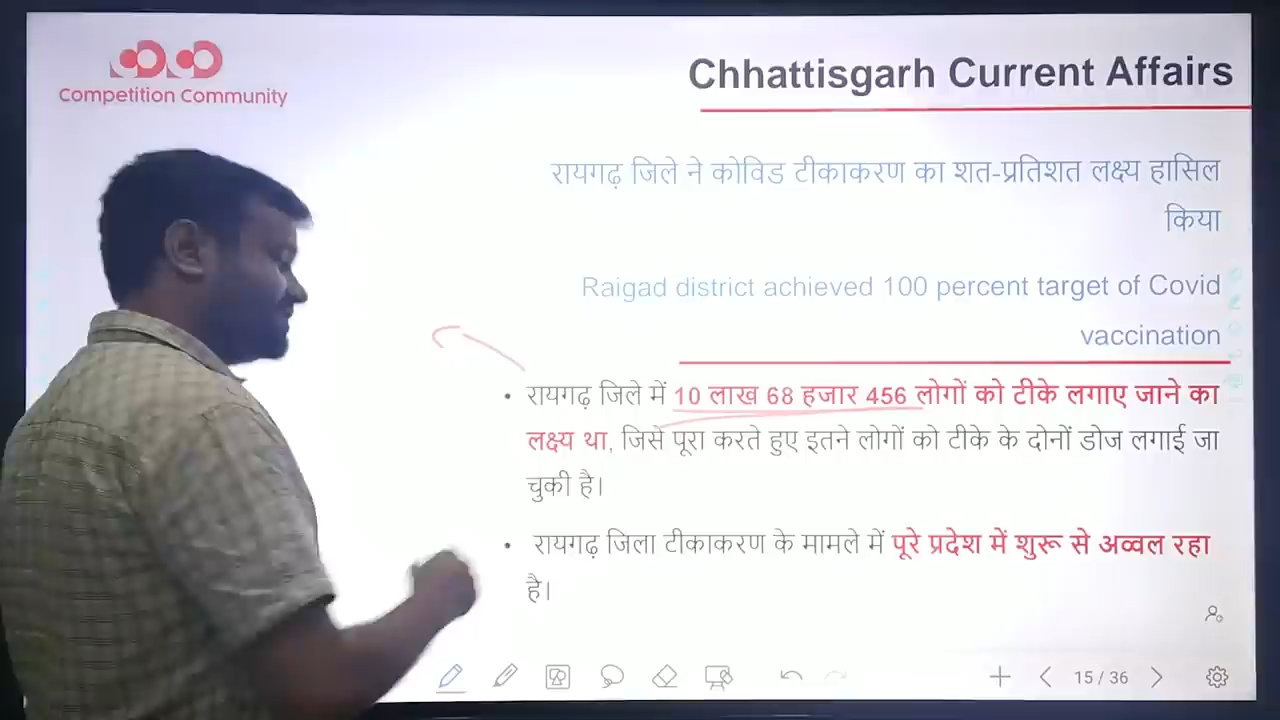 Competition Community
Chhattisgarh Current Affairs
रायगढ़ जिले ने कोविड टीकाकरण का शत-प्रतिशत लक्ष्य हासिल
किया
Raigad district achieved 100 percent target of Covid
vaccination
• रायगढ़ जिले में 10 लाख 68 हजार 456 लोगों को टीके लगाए जाने का
लक्ष्य था, जिसे पूरा करते हुए इतने लोगों को टीके के दोनों डोज लगाई जा
चुकी है।
• रायगढ़ जिला टीकाकरण के मामले में पूरे प्रदेश में शुरू से अव्वल रहा
है।
15 / 36